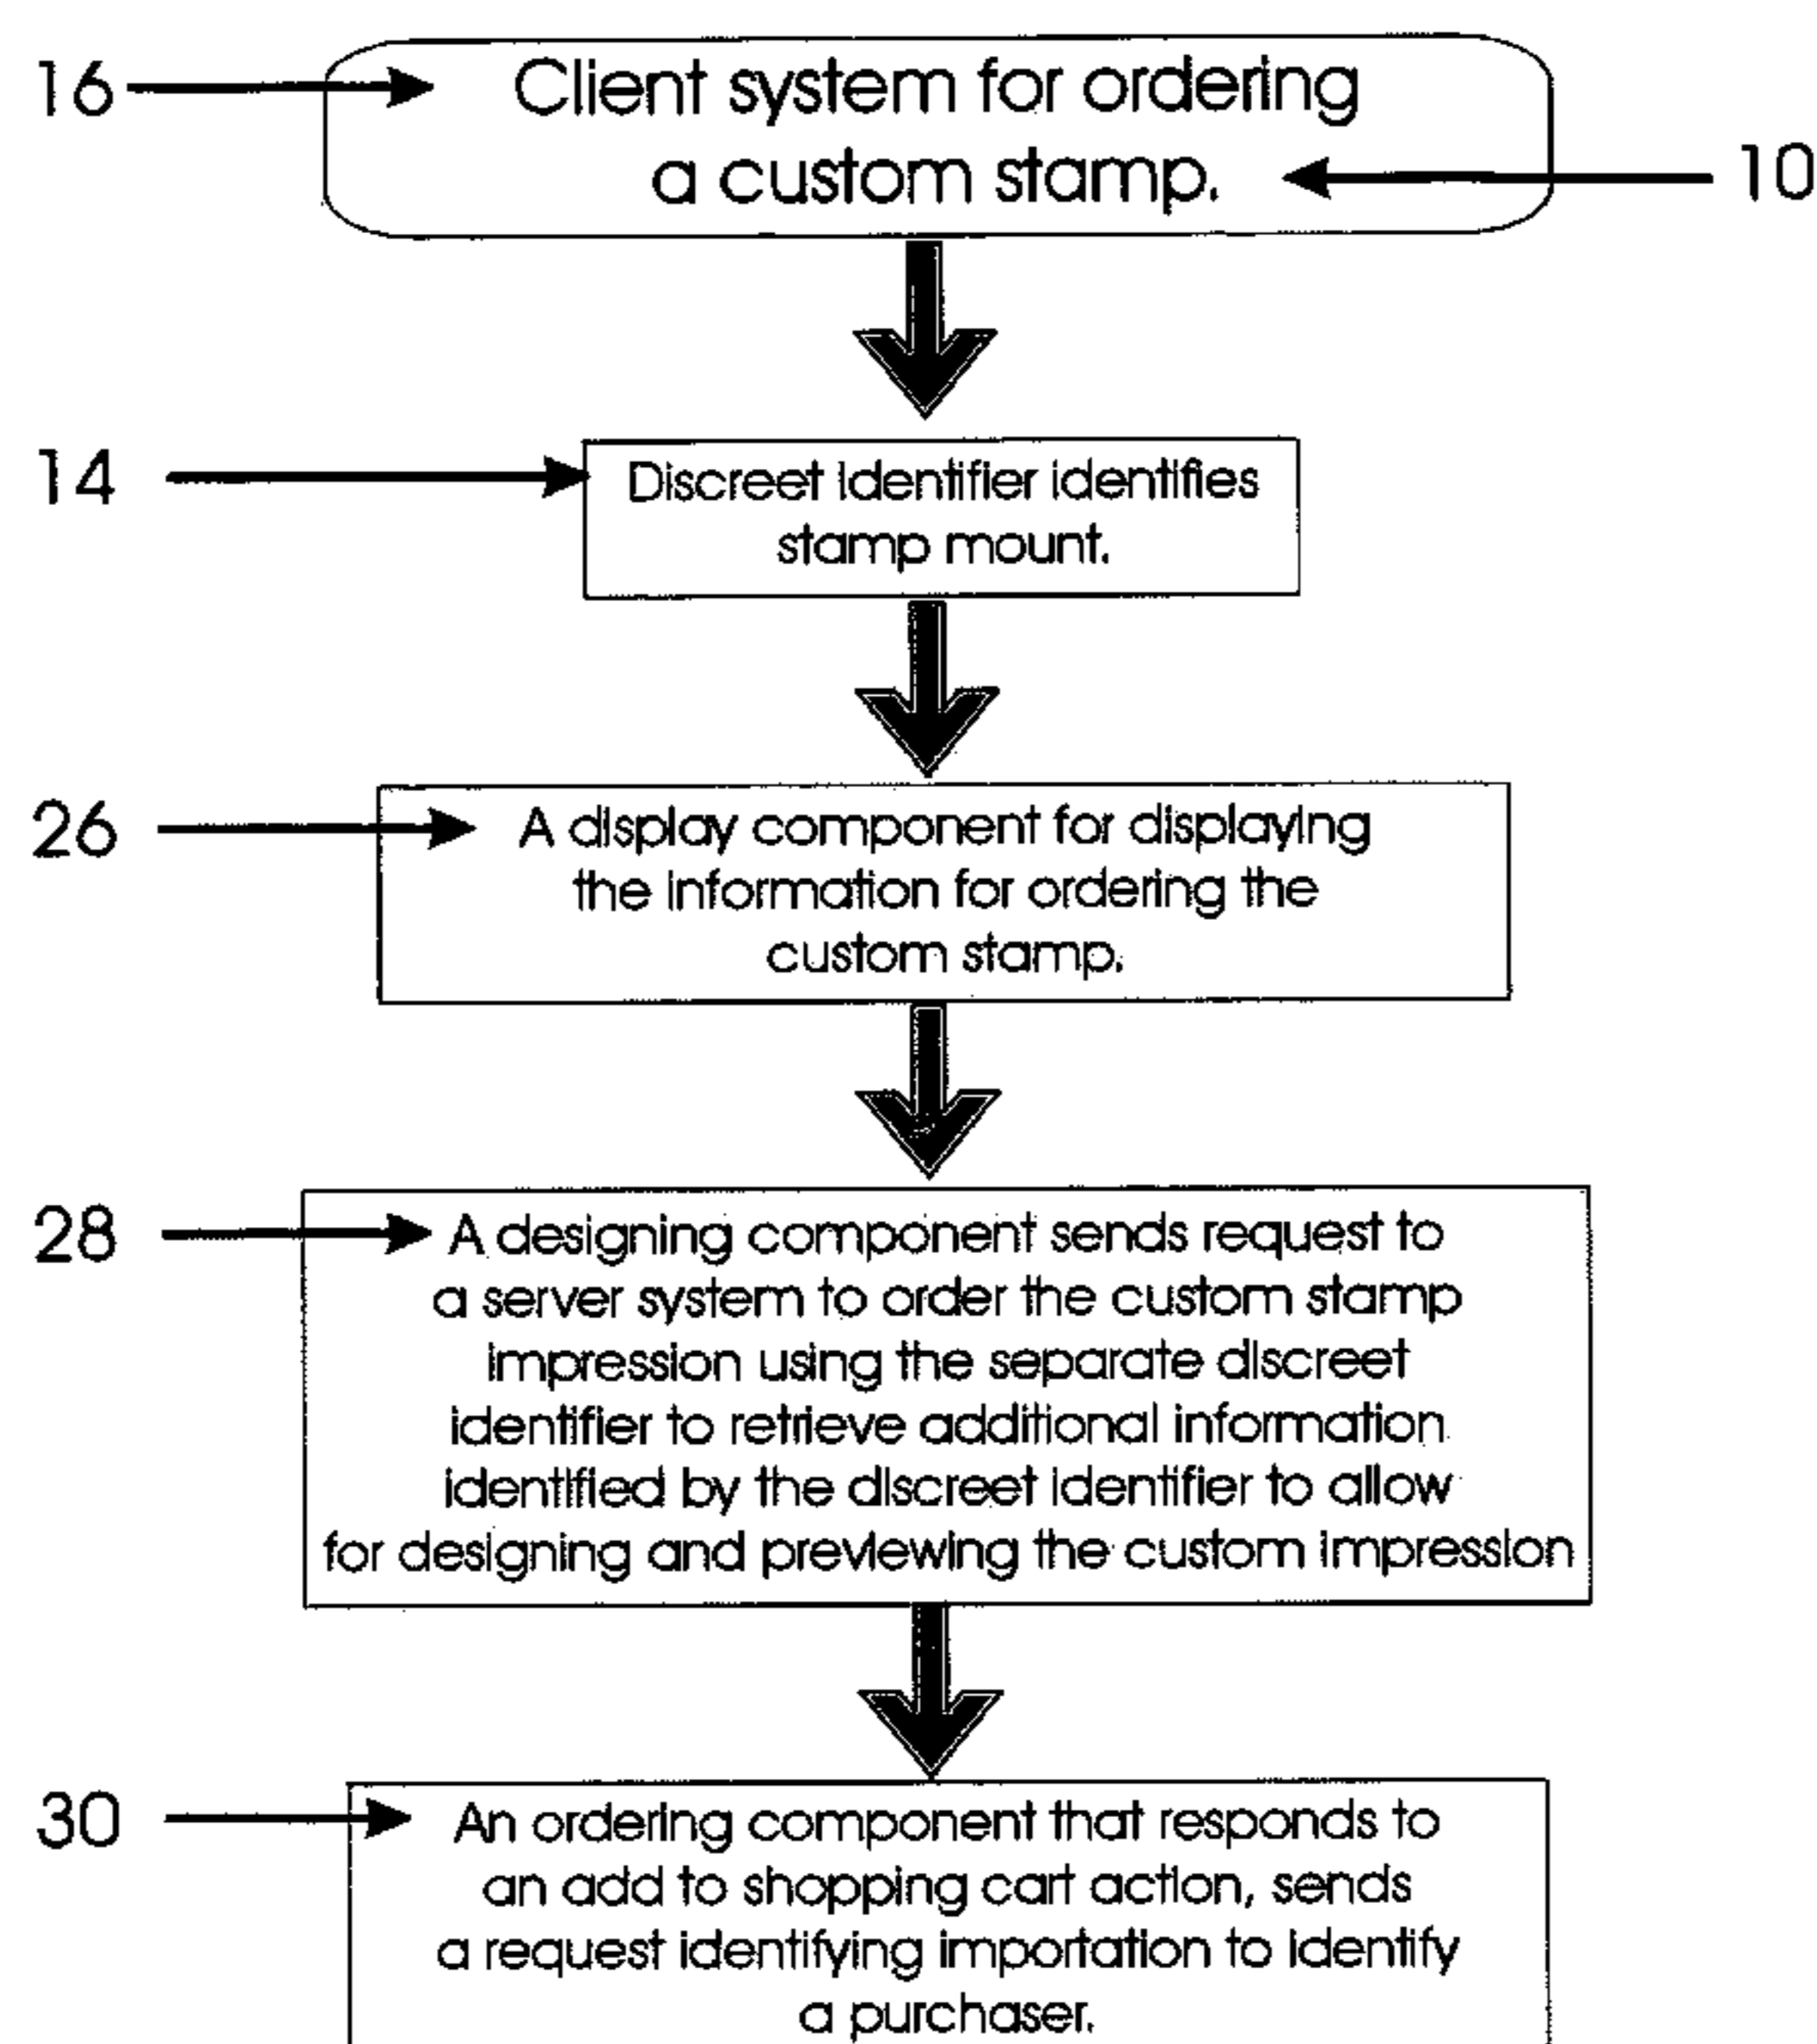 16
Client system for ordering
a custom stamp.
10
14
Discreet identifier identifies
stamp mount.
26
A display component for displaying
the information for ordering the
custom stamp.
28
A designing component sends request to
a server system to order the custom stamp
impression using the separate discreet
identifier to retrieve additional information
identified by the discreet identifier to allow
for designing and previewing the custom impression
30
An ordering component that responds to
an add to shopping cart action, sends
a request identifying importation to identify
a purchaser.